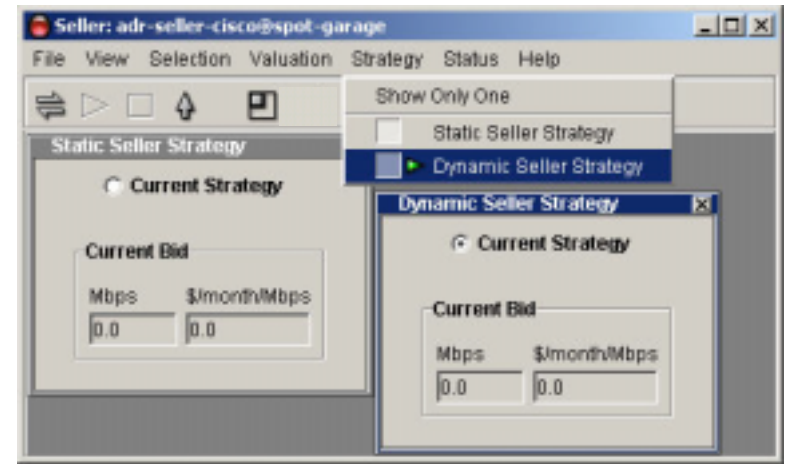 Seller: adr-seller-cisco@spot-garage
File View Selection Valuation Strategy Status Help
Show Only One
Static Seller Strategy
Dynamic Seller Strategy
Static Seller Strategy
Current Strategy
Current Bid
Mbps $/month/Mbps
0.0 0.0
Dynamic Seller Strategy
Current Strategy
Current Bid
Mbps $/month/Mbps
0.0 0.0